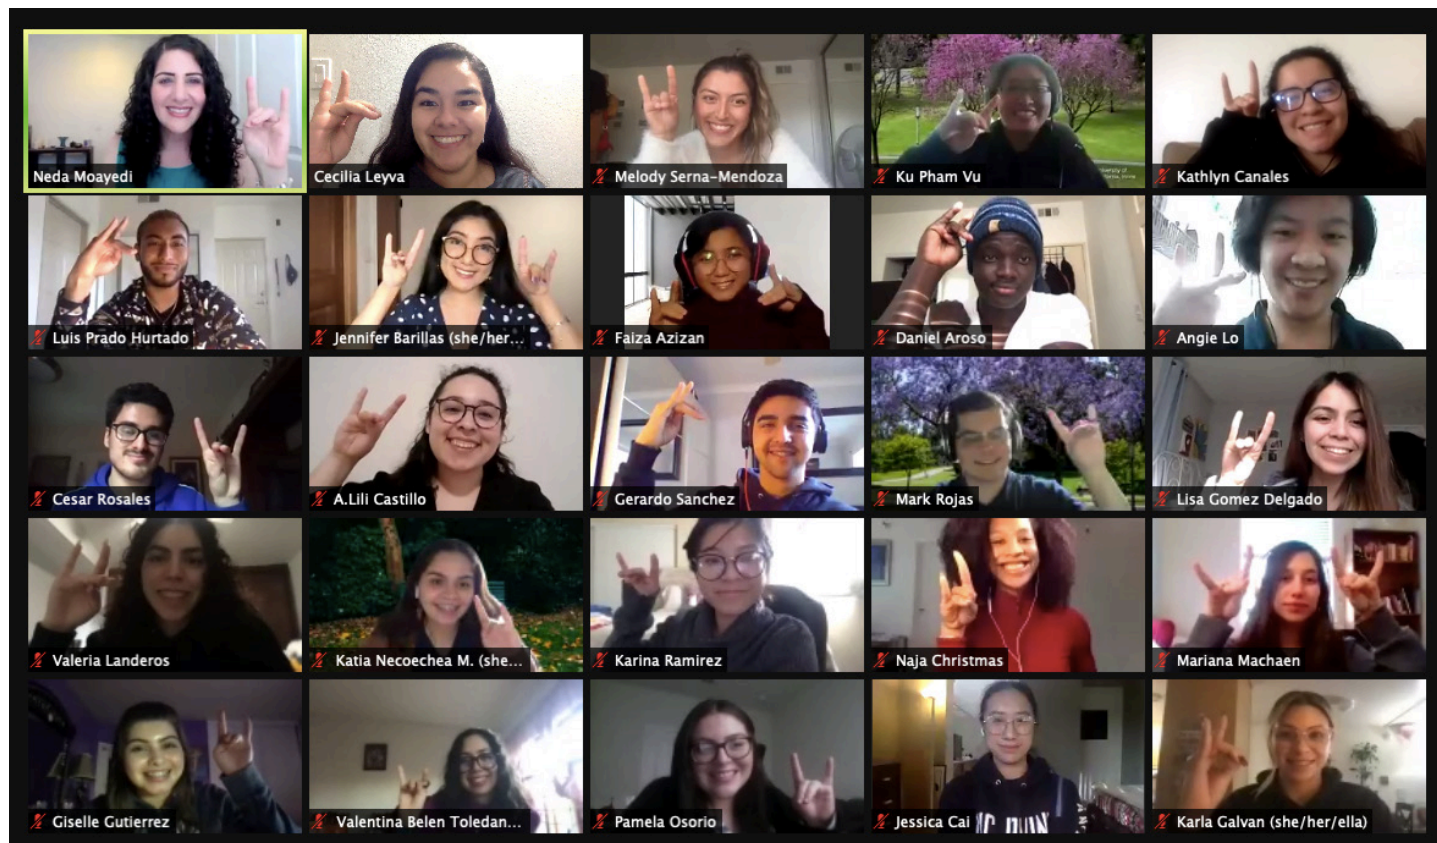 Neda Moayedi
Cecilia Leyva
Melody Serna-Mendoza
Ku Pham Vu
Kathlyn Canales
Luis Prado Hurtado
Jennifer Barillas (she/her...
Faiza Azizan
Daniel Aroso
Angie Lo
Cesar Rosales
A.Lili Castillo
Gerardo Sanchez
Mark Rojas
Lisa Gomez Delgado
Valeria Landeros
Katia Necoechea M. (she...
Karina Ramirez
Naja Christmas
Mariana Machaen
Giselle Gutierrez
Valentina Belen Toledan...
Pamela Osorio
Jessica Cai
Karla Galvan (she/her/ella)